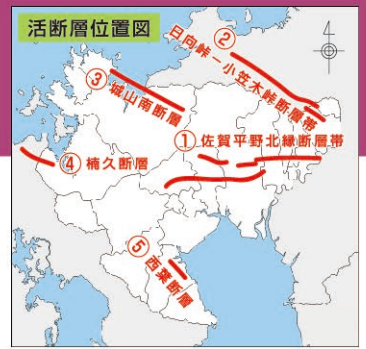 活断層位置図
②
日向峠－小笠木峠断層帯
③
城山南断層
①佐賀平野北縁断層帯
④楠久断層
⑤
西葉断層